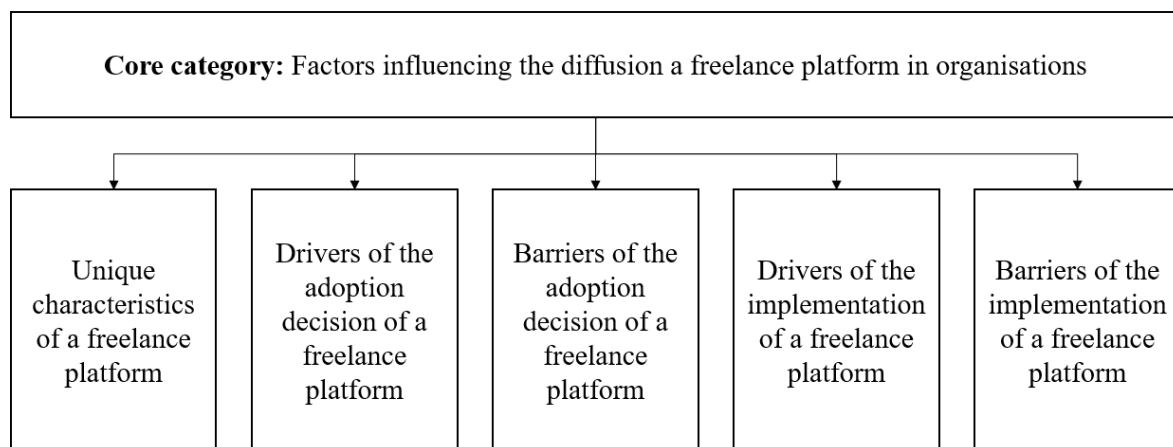 Core category: Factors influencing the diffusion a freelance platform in organisations
Unique
characteristics
of a freelance
platform
Drivers of the
adoption
decision of a
freelance
platform
Barriers of the
adoption
decision of a
freelance
platform
Drivers of the
implementation
of a freelance
platform
Barriers of the
implementation
of a freelance
platform